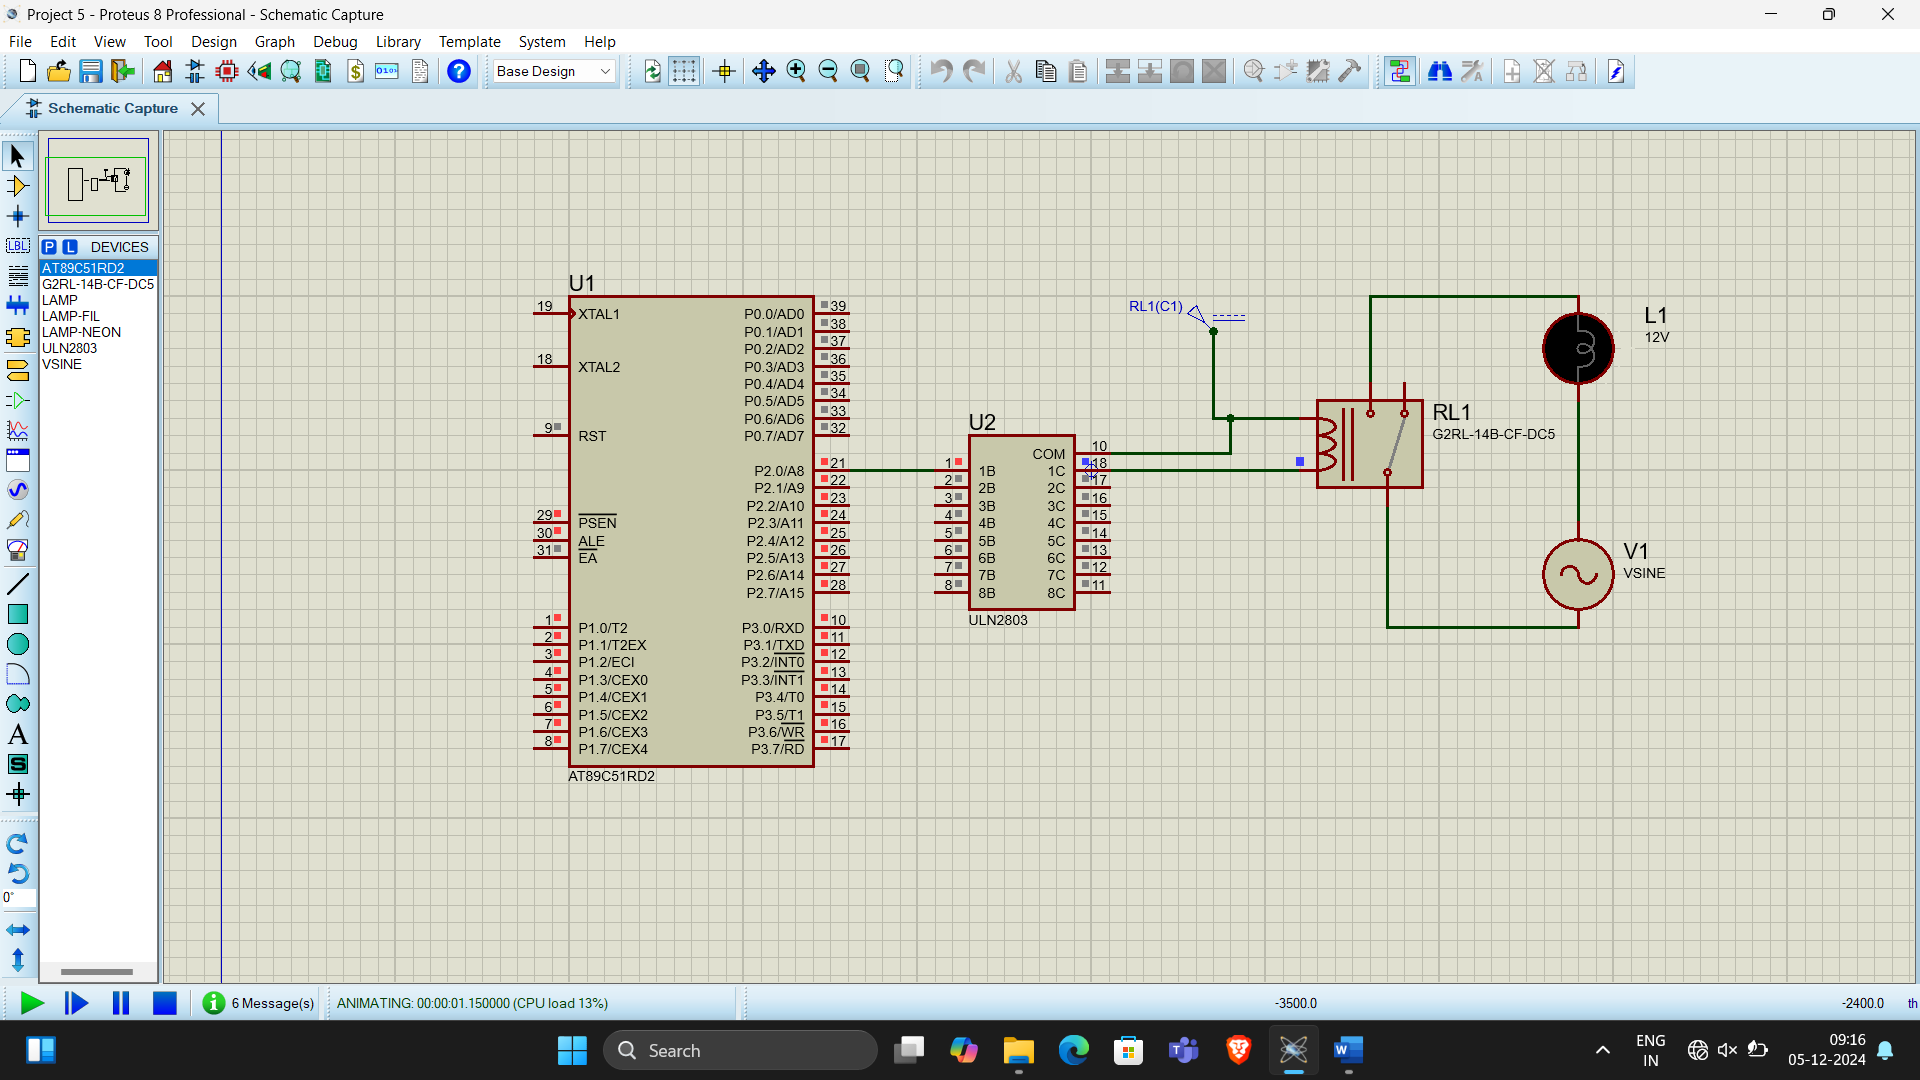 Project 5 - Proteus 8 Professional - Schematic Capture
File Edit View Tool Design Graph Debug Library Template System Help
Base Design
Schematic Capture
P L DEVICES
AT89C51RD2
G2RL-14B-CF-DC5
LAMP
LAMP-FIL
LAMP-NEON
ULN2803
VSINE
LBL
A
S
0°
U1
19 XTAL1
18 XTAL2
9 RST
29 PSEN
30 ALE
31 EA
1 P1.0/T2
2 P1.1/T2EX
3 P1.2/ECI
4 P1.3/CEX0
5 P1.4/CEX1
6 P1.5/CEX2
7 P1.6/CEX3
8 P1.7/CEX4
P0.0/AD0 39
P0.1/AD1 38
P0.2/AD2 37
P0.3/AD3 36
P0.4/AD4 35
P0.5/AD5 34
P0.6/AD6 33
P0.7/AD7 32
P2.0/A8 21
P2.1/A9 22
P2.2/A10 23
P2.3/A11 24
P2.4/A12 25
P2.5/A13 26
P2.6/A14 27
P2.7/A15 28
P3.0/RXD 10
P3.1/TXD 11
P3.2/INT0 12
P3.3/INT1 13
P3.4/T0 14
P3.5/T1 15
P3.6/WR 16
P3.7/RD 17
AT89C51RD2
U2
COM 10
1 1B 1C 18
2 2B 2C 17
3 3B 3C 16
4 4B 4C 15
5 5B 5C 14
6 6B 6C 13
7 7B 7C 12
8 8B 8C 11
ULN2803
RL1(C1)
RL1
G2RL-14B-CF-DC5
L1
12V
V1
VSINE
6 Message(s) ANIMATING: 00:00:01.150000 (CPU load 13%) -3500.0 -2400.0 th
Search
ENG
IN
09:16
05-12-2024